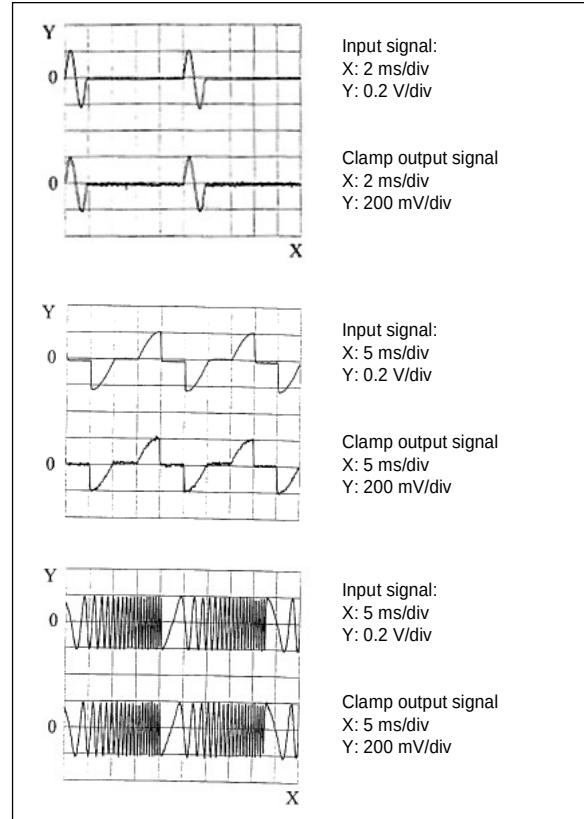 Y
Input signal:
X: 2 ms/div
0
Y: 0.2 V/div
Clamp output signal
X: 2 ms/div
0
Y: 200 mV/div
X
Y
Input signal:
X: 5 ms/div
0
Y: 0.2 V/div
Clamp output signal
X: 5 ms/div
0
Y: 200 mV/div
Y
Input signal:
X: 5 ms/div
0
Y: 0.2 V/div
Clamp output signal
X: 5 ms/div
0
Y: 200 mV/div
X